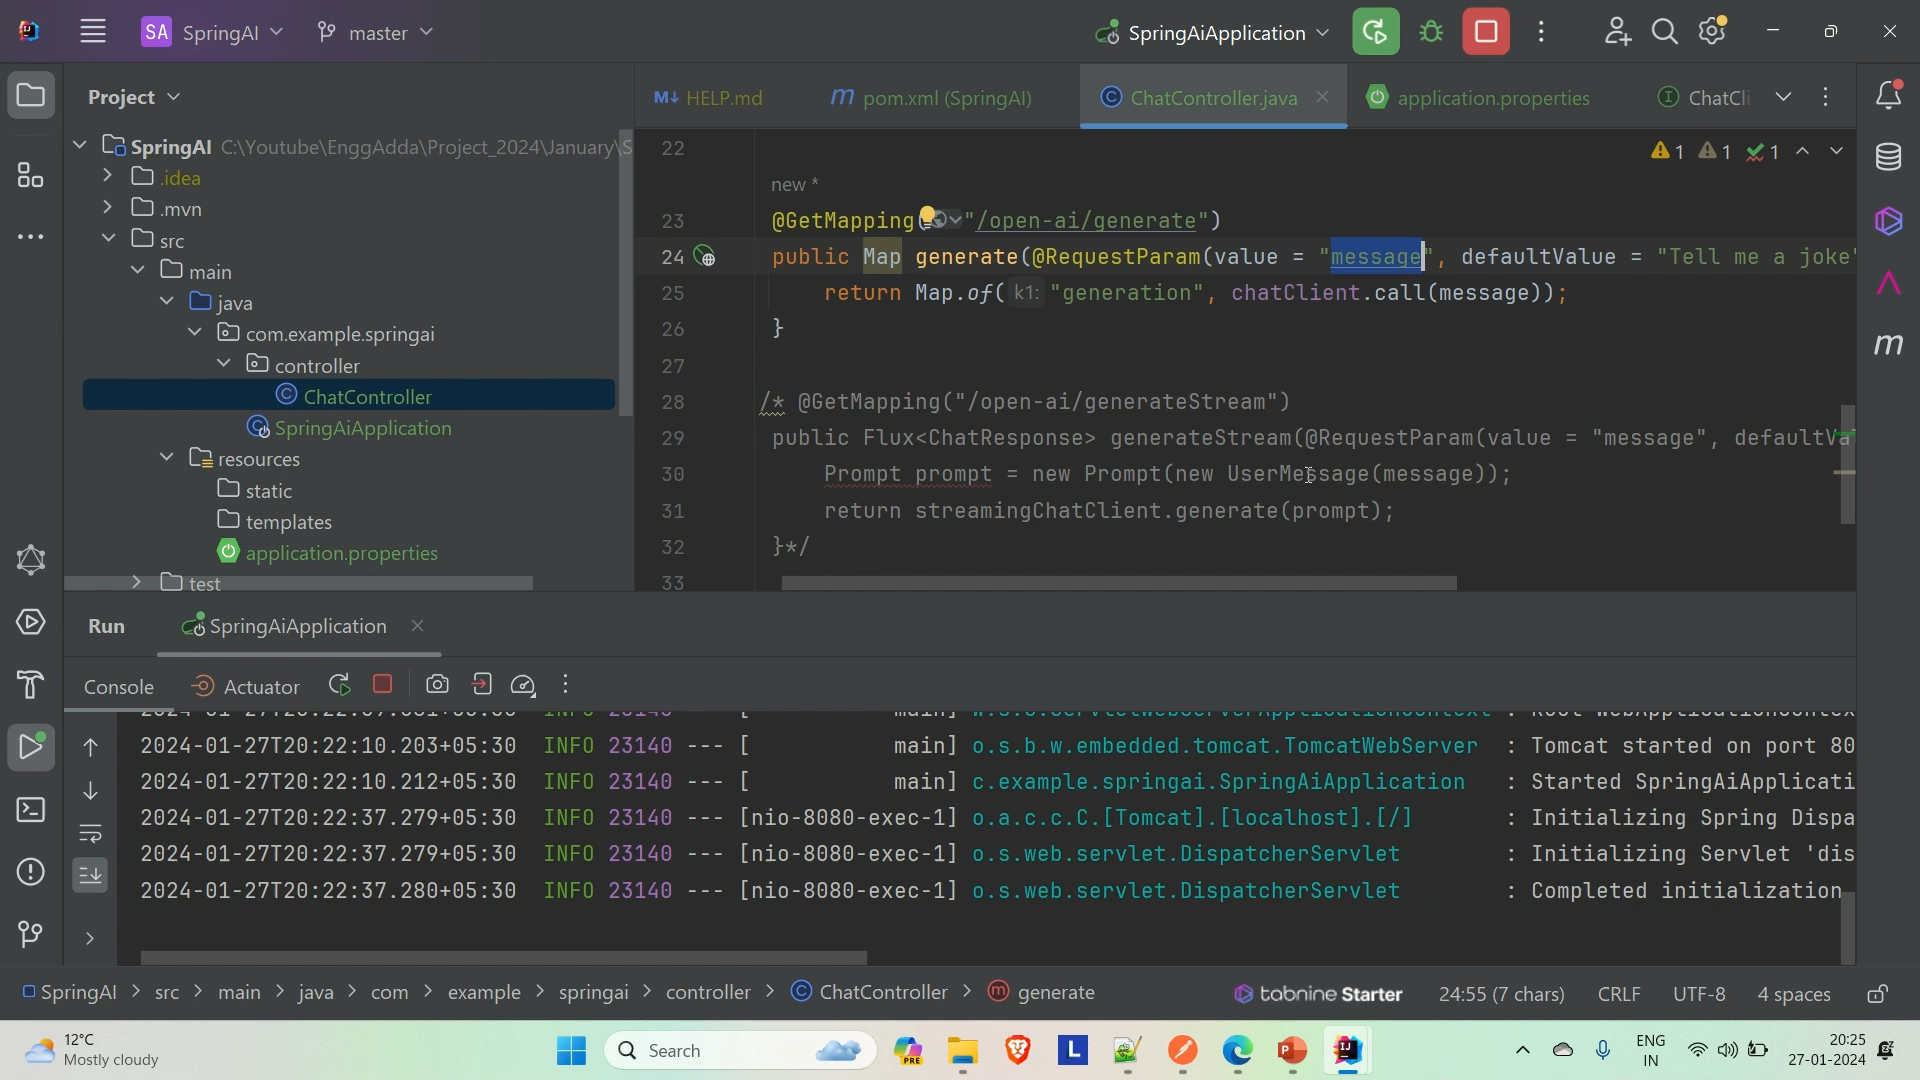 SA SpringAI master SpringAiApplication
Project
M↓ HELP.md
m pom.xml (SpringAI)
ChatController.java
application.properties
ChatCli
SpringAI C:\Youtube\EnggAdda\Project_2024\January\S
.idea
.mvn
src
main
java
com.example.springai
controller
ChatController
SpringAiApplication
resources
static
templates
application.properties
test
1 1 1
22
new *
23 @GetMapping("/open-ai/generate")
24 public Map generate(@RequestParam(value = "message", defaultValue = "Tell me a joke"
25 return Map.of( k1: "generation", chatClient.call(message));
26 }
27
28 /* @GetMapping("/open-ai/generateStream")
29 public Flux<ChatResponse> generateStream(@RequestParam(value = "message", defaultVal
30 Prompt prompt = new Prompt(new UserMessage(message));
31 return streamingChatClient.generate(prompt);
32 }*/
33
Run SpringAiApplication
Console Actuator
2024-01-27T20:22:10.203+05:30 INFO 23140 --- [ main] o.s.b.w.embedded.tomcat.TomcatWebServer : Tomcat started on port 80
2024-01-27T20:22:10.212+05:30 INFO 23140 --- [ main] c.example.springai.SpringAiApplication : Started SpringAiApplicati
2024-01-27T20:22:37.279+05:30 INFO 23140 --- [nio-8080-exec-1] o.a.c.c.C.[Tomcat].[localhost].[/] : Initializing Spring Dispa
2024-01-27T20:22:37.279+05:30 INFO 23140 --- [nio-8080-exec-1] o.s.web.servlet.DispatcherServlet : Initializing Servlet 'dis
2024-01-27T20:22:37.280+05:30 INFO 23140 --- [nio-8080-exec-1] o.s.web.servlet.DispatcherServlet : Completed initialization
SpringAI > src > main > java > com > example > springai > controller > ChatController > generate
tabnine Starter 24:55 (7 chars) CRLF UTF-8 4 spaces
12°C
Mostly cloudy
Search
PRE
L
ENG
IN
20:25
27-01-2024